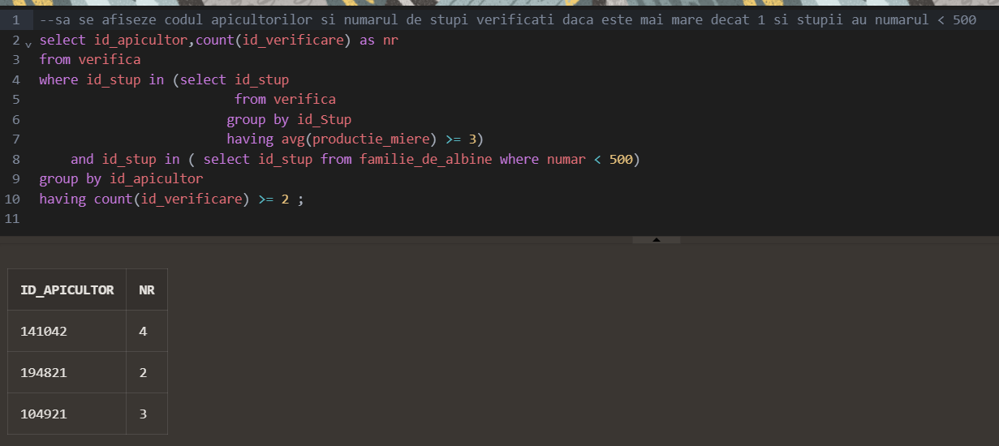 1 --sa se afiseze codul apicultorilor si numarul de stupi verificati daca este mai mare decat 1 si stupii au numarul < 500
2 select id_apicultor,count(id_verificare) as nr
3 from verifica
4 where id_stup in (select id_stup
5 from verifica
6 group by id_Stup
7 having avg(productie_miere) >= 3)
8 and id_stup in ( select id_stup from familie_de_albine where numar < 500)
9 group by id_apicultor
10 having count(id_verificare) >= 2 ;
11
ID_APICULTOR NR
141042 4
194821 2
104921 3